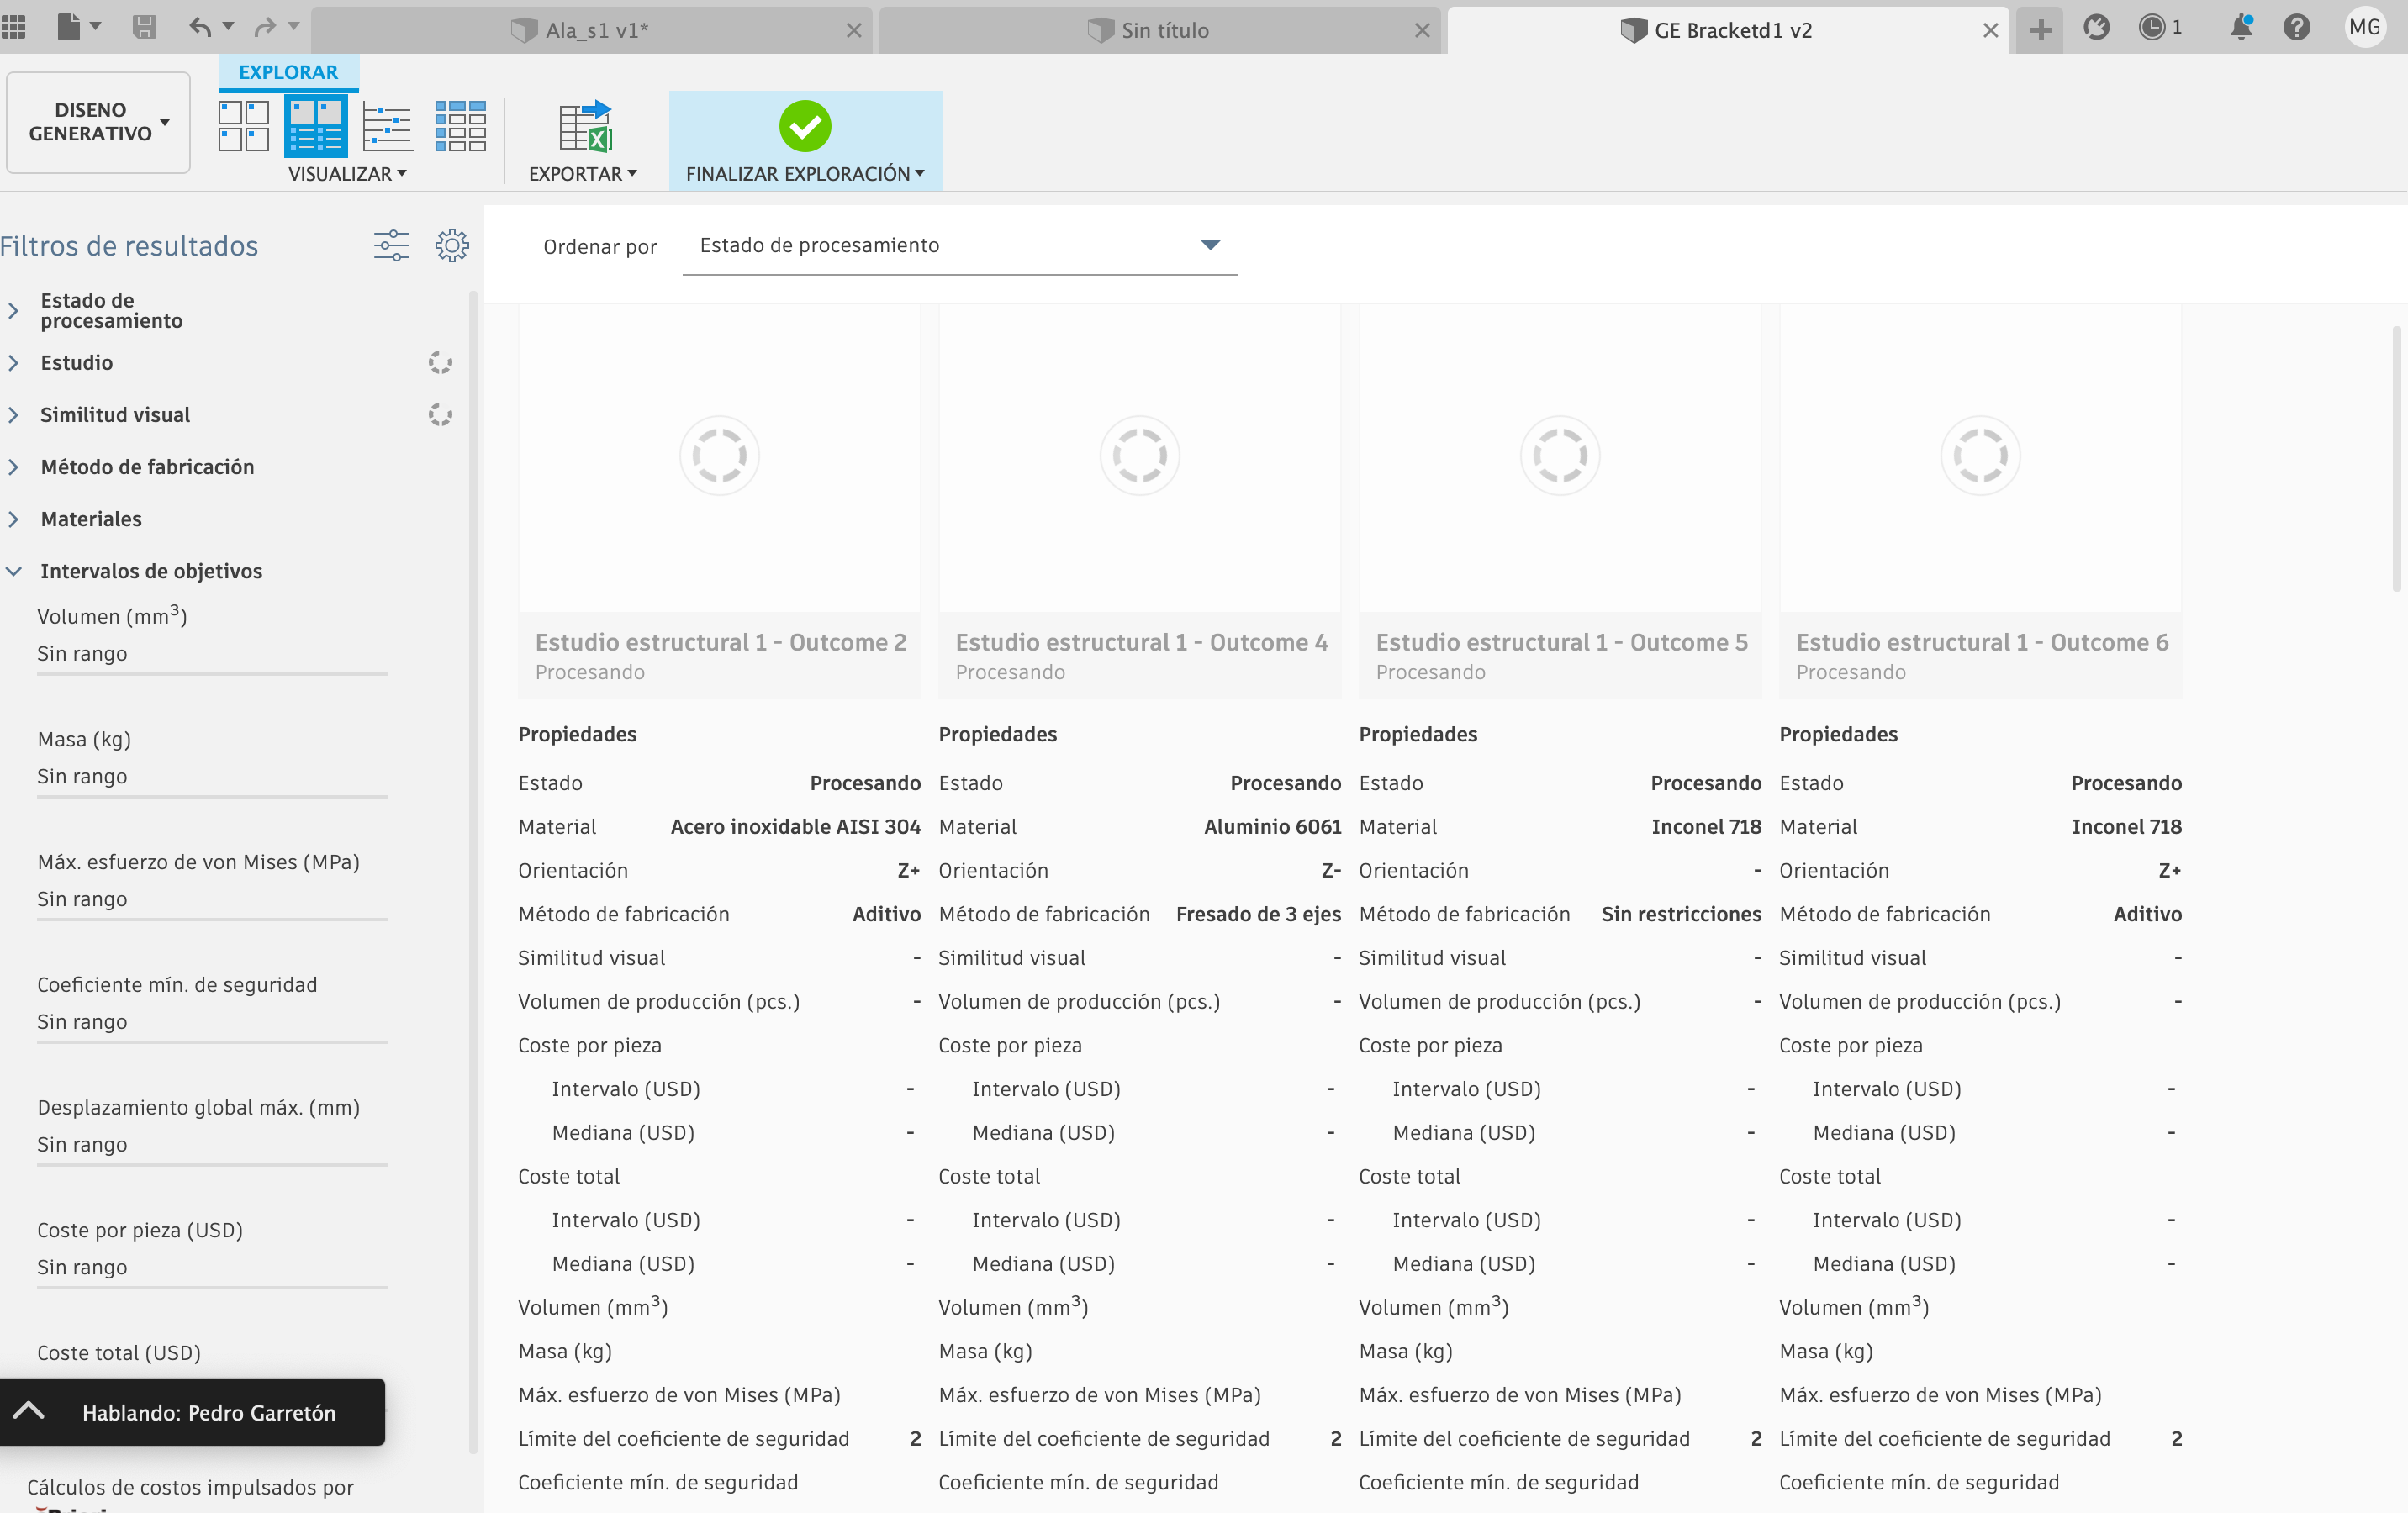 Ala_s1 v1*
Sin título
GE Bracketd1 v2
1
MG
DISENO
GENERATIVO
EXPLORAR
VISUALIZAR
EXPORTAR
FINALIZAR EXPLORACIÓN
Filtros de resultados
Estado de
procesamiento
Estudio
Similitud visual
Método de fabricación
Materiales
Intervalos de objetivos
Volumen (mm³)
Sin rango
Masa (kg)
Sin rango
Máx. esfuerzo de von Mises (MPa)
Sin rango
Coeficiente mín. de seguridad
Sin rango
Desplazamiento global máx. (mm)
Sin rango
Coste por pieza (USD)
Sin rango
Coste total (USD)
Hablando: Pedro Garretón
Cálculos de costos impulsados por
Ordenar por Estado de procesamiento
Estudio estructural 1 - Outcome 2
Procesando
Propiedades
Estado Procesando
Material Acero inoxidable AISI 304
Orientación Z+
Método de fabricación Aditivo
Similitud visual -
Volumen de producción (pcs.) -
Coste por pieza
Intervalo (USD) -
Mediana (USD) -
Coste total
Intervalo (USD) -
Mediana (USD) -
Volumen (mm³)
Masa (kg)
Máx. esfuerzo de von Mises (MPa)
Límite del coeficiente de seguridad 2
Coeficiente mín. de seguridad
Estudio estructural 1 - Outcome 4
Procesando
Propiedades
Estado Procesando
Material Aluminio 6061
Orientación Z-
Método de fabricación Fresado de 3 ejes
Similitud visual -
Volumen de producción (pcs.) -
Coste por pieza
Intervalo (USD) -
Mediana (USD) -
Coste total
Intervalo (USD) -
Mediana (USD) -
Volumen (mm³)
Masa (kg)
Máx. esfuerzo de von Mises (MPa)
Límite del coeficiente de seguridad 2
Coeficiente mín. de seguridad
Estudio estructural 1 - Outcome 5
Procesando
Propiedades
Estado Procesando
Material Inconel 718
Orientación -
Método de fabricación Sin restricciones
Similitud visual -
Volumen de producción (pcs.) -
Coste por pieza
Intervalo (USD) -
Mediana (USD) -
Coste total
Intervalo (USD) -
Mediana (USD) -
Volumen (mm³)
Masa (kg)
Máx. esfuerzo de von Mises (MPa)
Límite del coeficiente de seguridad 2
Coeficiente mín. de seguridad
Estudio estructural 1 - Outcome 6
Procesando
Propiedades
Estado Procesando
Material Inconel 718
Orientación Z+
Método de fabricación Aditivo
Similitud visual -
Volumen de producción (pcs.) -
Coste por pieza
Intervalo (USD) -
Mediana (USD) -
Coste total
Intervalo (USD) -
Mediana (USD) -
Volumen (mm³)
Masa (kg)
Máx. esfuerzo de von Mises (MPa)
Límite del coeficiente de seguridad 2
Coeficiente mín. de seguridad